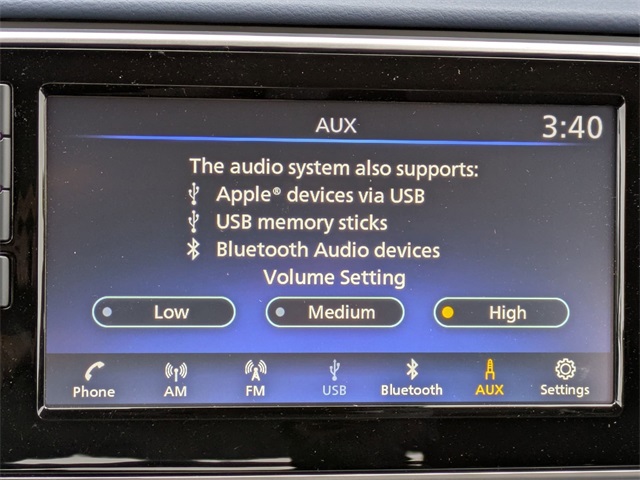 AUX 3:40
The audio system also supports:
Apple® devices via USB
USB memory sticks
Bluetooth Audio devices
Volume Setting
Low Medium High
Phone AM FM USB Bluetooth AUX Settings